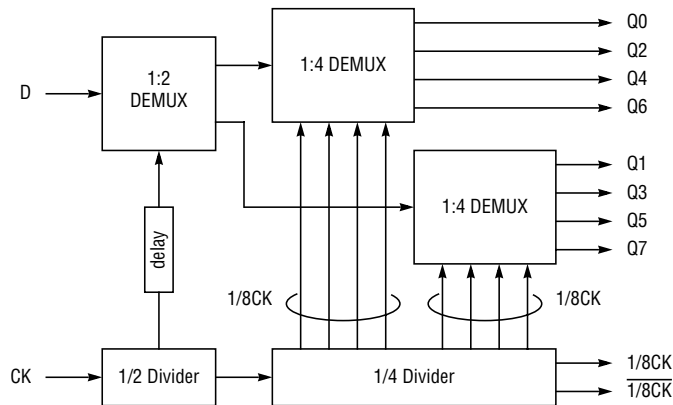 Q0
Q2
Q4
Q6
1:2
DEMUX
1:4 DEMUX
D
Q1
Q3
Q5
Q7
1:4 DEMUX
delay
1/8CK
1/8CK
CK
1/2 Divider
1/4 Divider
1/8CK
1/8CK